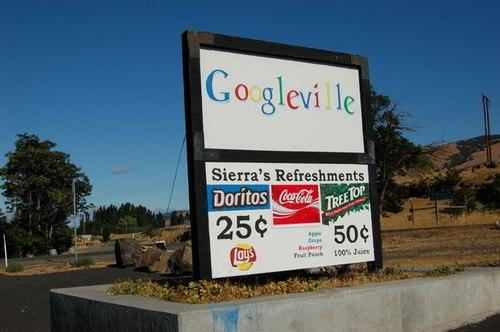 Googleville
Sierra's Refreshments
Doritos
Coca-Cola
TREE TOP
25¢
Lay's
Apple
Grape
Raspberry
Fruit Punch
50¢
100% Juice